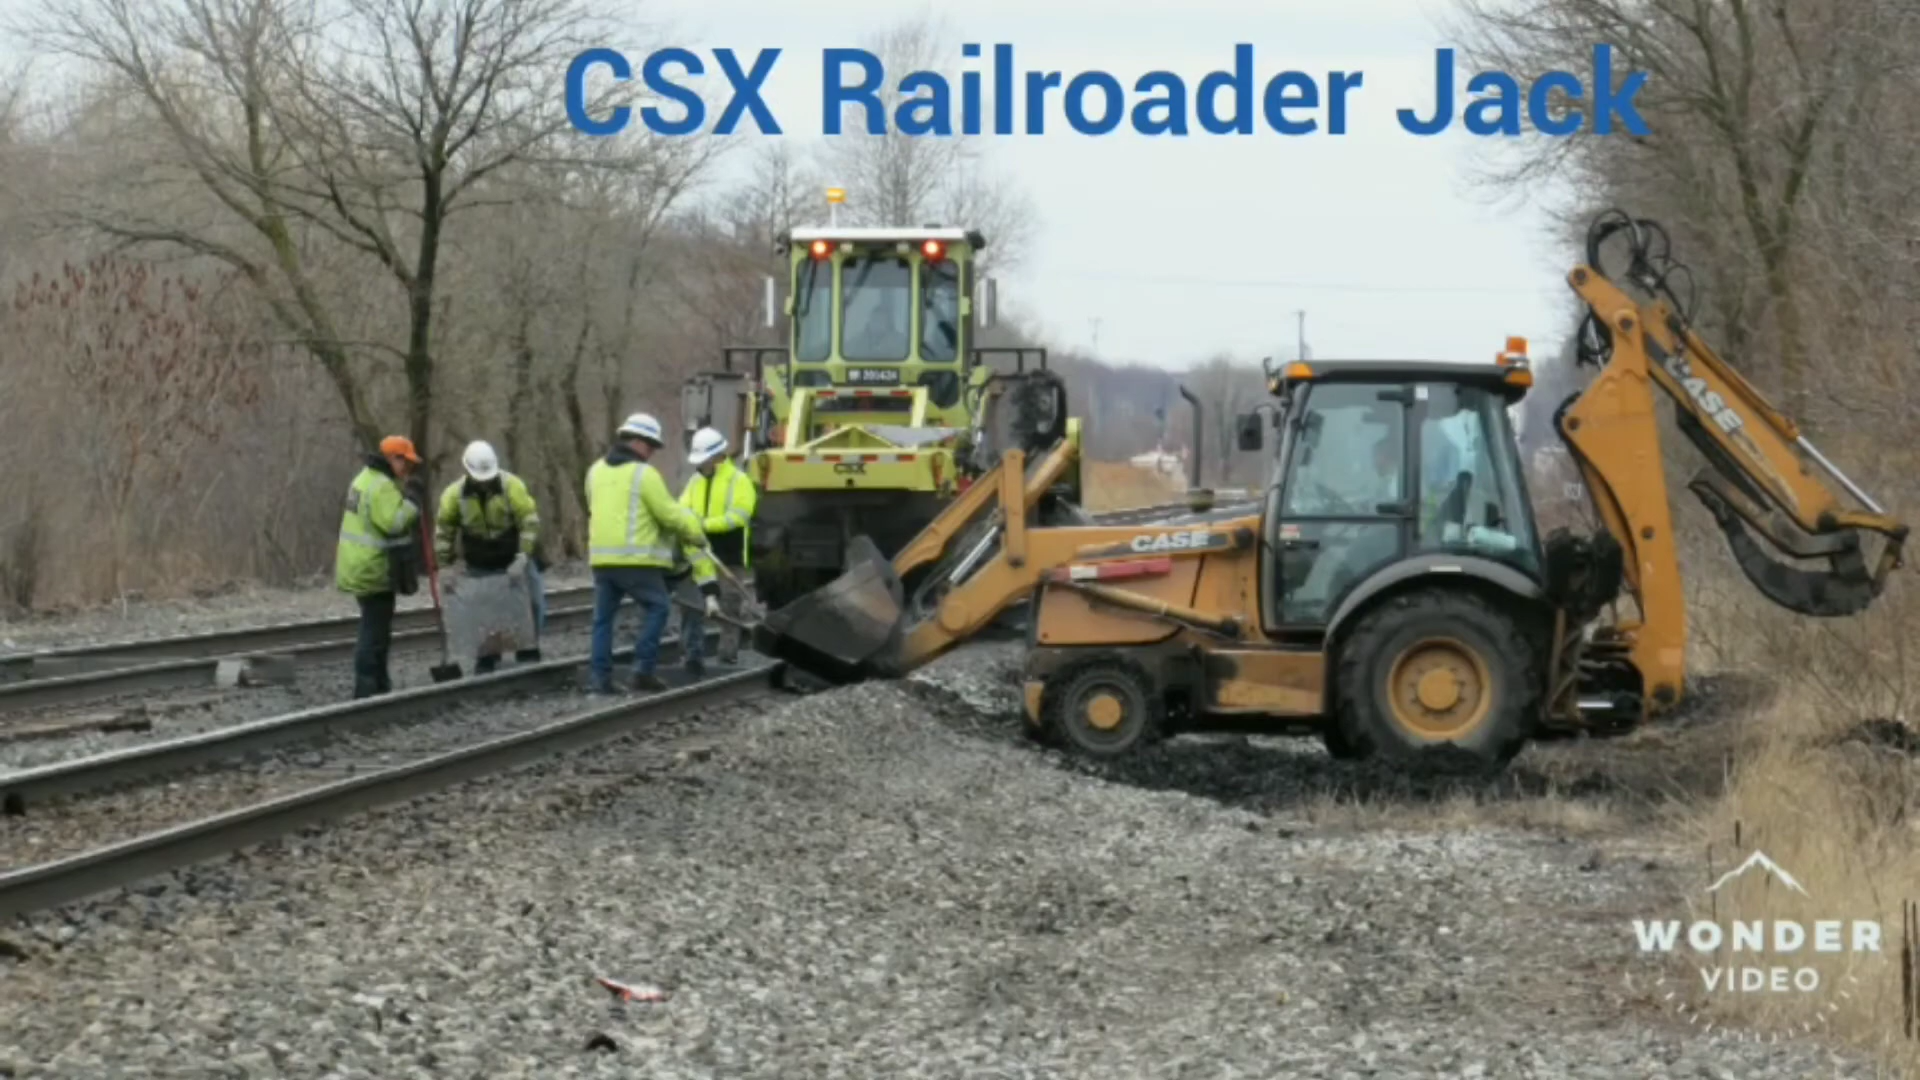 CSX Railroader Jack
CSX
CASE
CASE
WONDER
VIDEO